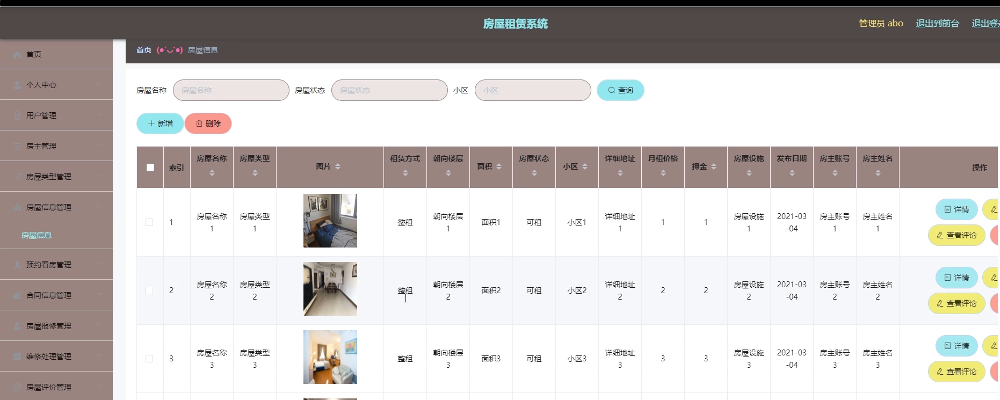 房屋租赁系统
管理员 abo 退出到前台 退出登
首页 (●'◡'●) 房屋信息
首页
个人中心
用户管理
房主管理
房屋类型管理
房屋信息管理
房屋信息
预约看房管理
合同信息管理
房屋报修管理
维修处理管理
房屋评价管理
房屋名称 房屋名称 房屋状态 房屋状态 小区 小区 查询
新增 删除
索引 房屋名称 房屋类型 图片 租赁方式 朝向楼层 面积 房屋状态 小区 详细地址 月租价格 押金 房屋设施 发布日期 房主账号 房主姓名 操作
1 房屋名称1 房屋类型1 整租 朝向楼层1 面积1 可租 小区1 详细地址1 1 1 房屋设施1 2021-03-04 房主账号1 房主姓名1 详情
查看评论
2 房屋名称2 房屋类型2 整租 朝向楼层2 面积2 可租 小区2 详细地址2 2 2 房屋设施2 2021-03-04 房主账号2 房主姓名2 详情
查看评论
3 房屋名称3 房屋类型3 整租 朝向楼层3 面积3 可租 小区3 详细地址3 3 3 房屋设施3 2021-03-04 房主账号3 房主姓名3 详情
查看评论